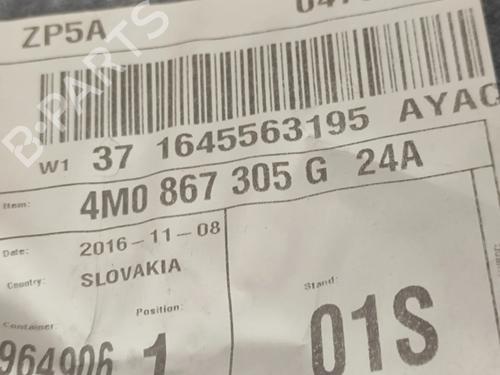 ZP5A
W1 37 1645563195 AYAC
Item: 4M0 867 305 G 24A
Date: 2016-11-08
Country: SLOVAKIA
Stand:
Position:
Container
964906 1 01S
B-PARTS